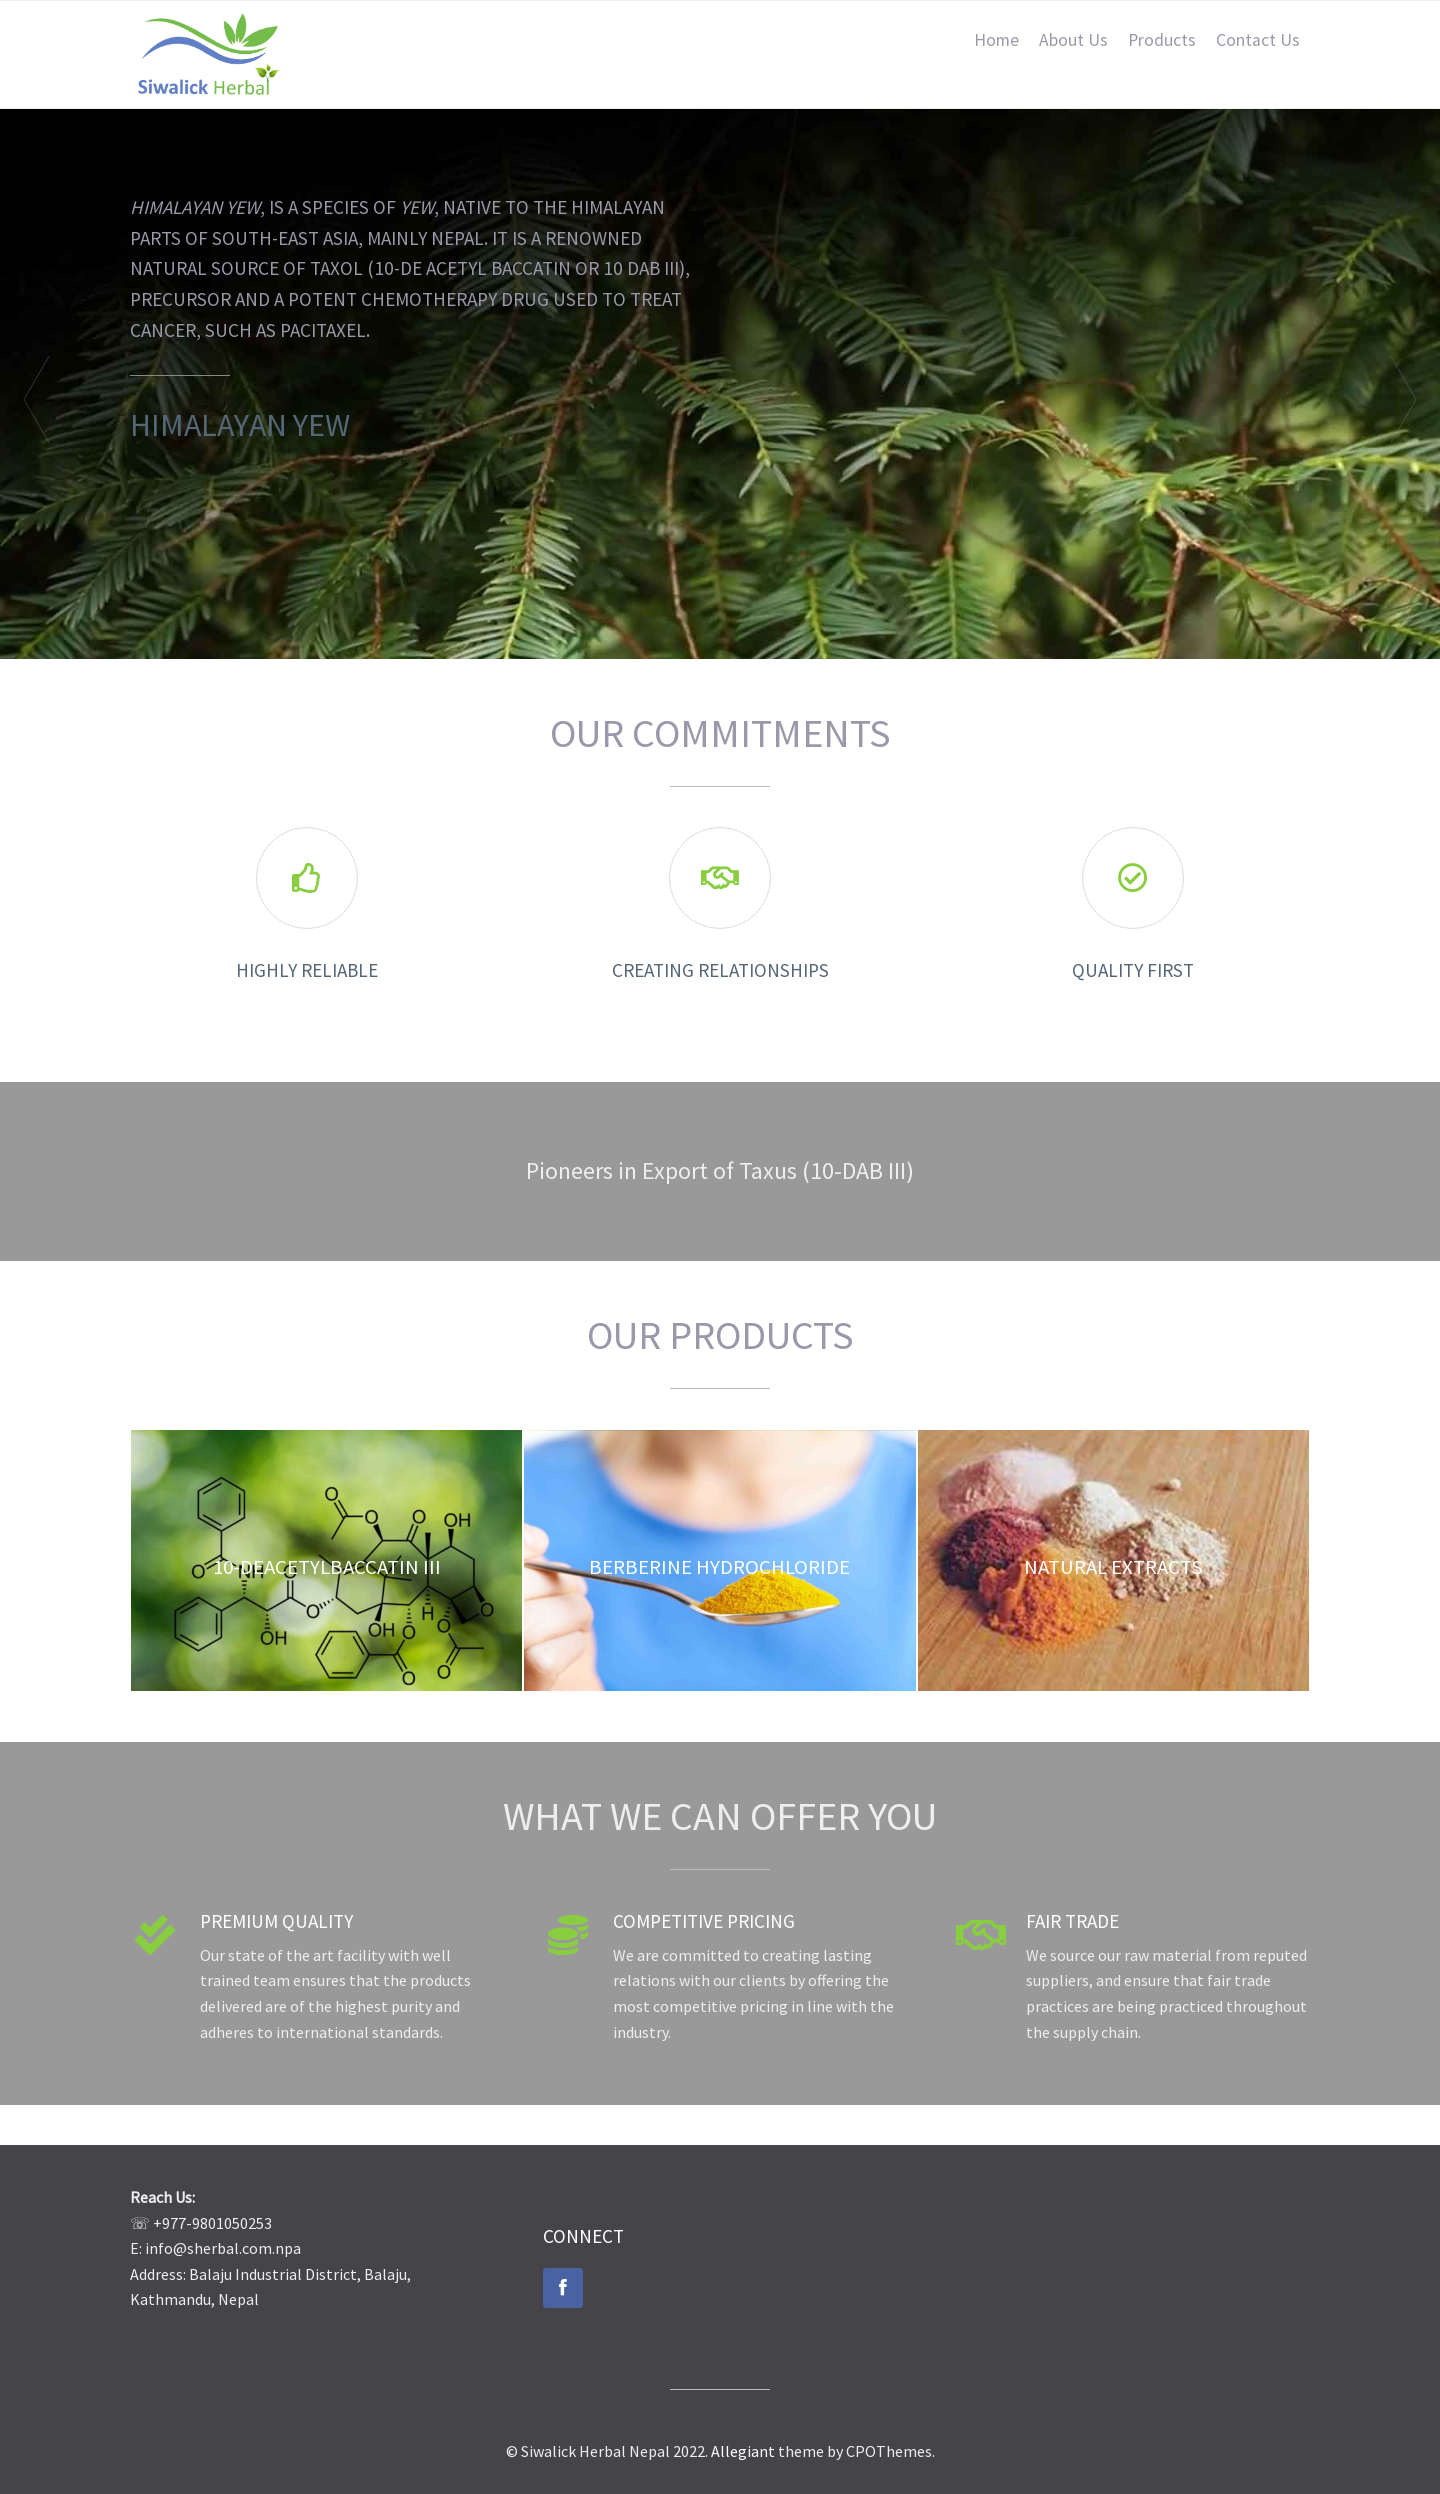 Siwalick Herbal
Home About Us Products Contact Us
HIMALAYAN YEW, IS A SPECIES OF YEW, NATIVE TO THE HIMALAYAN
PARTS OF SOUTH-EAST ASIA, MAINLY NEPAL. IT IS A RENOWNED
NATURAL SOURCE OF TAXOL (10-DE ACETYL BACCATIN OR 10 DAB III),
PRECURSOR AND A POTENT CHEMOTHERAPY DRUG USED TO TREAT
CANCER, SUCH AS PACITAXEL.
HIMALAYAN YEW
OUR COMMITMENTS
HIGHLY RELIABLE
CREATING RELATIONSHIPS
QUALITY FIRST
Pioneers in Export of Taxus (10-DAB III)
OUR PRODUCTS
10-DEACETYLBACCATIN III
O
O
O
OH
O
NH
O
O
OH
OH
O
H
O
O
O
O
BERBERINE HYDROCHLORIDE
NATURAL EXTRACTS
WHAT WE CAN OFFER YOU
PREMIUM QUALITY
Our state of the art facility with well
trained team ensures that the products
delivered are of the highest purity and
adheres to international standards.
COMPETITIVE PRICING
We are committed to creating lasting
relations with our clients by offering the
most competitive pricing in line with the
industry.
FAIR TRADE
We source our raw material from reputed
suppliers, and ensure that fair trade
practices are being practiced throughout
the supply chain.
Reach Us:
☏ +977-9801050253
E: info@sherbal.com.npa
Address: Balaju Industrial District, Balaju,
Kathmandu, Nepal
CONNECT
f
© Siwalick Herbal Nepal 2022. Allegiant theme by CPOThemes.